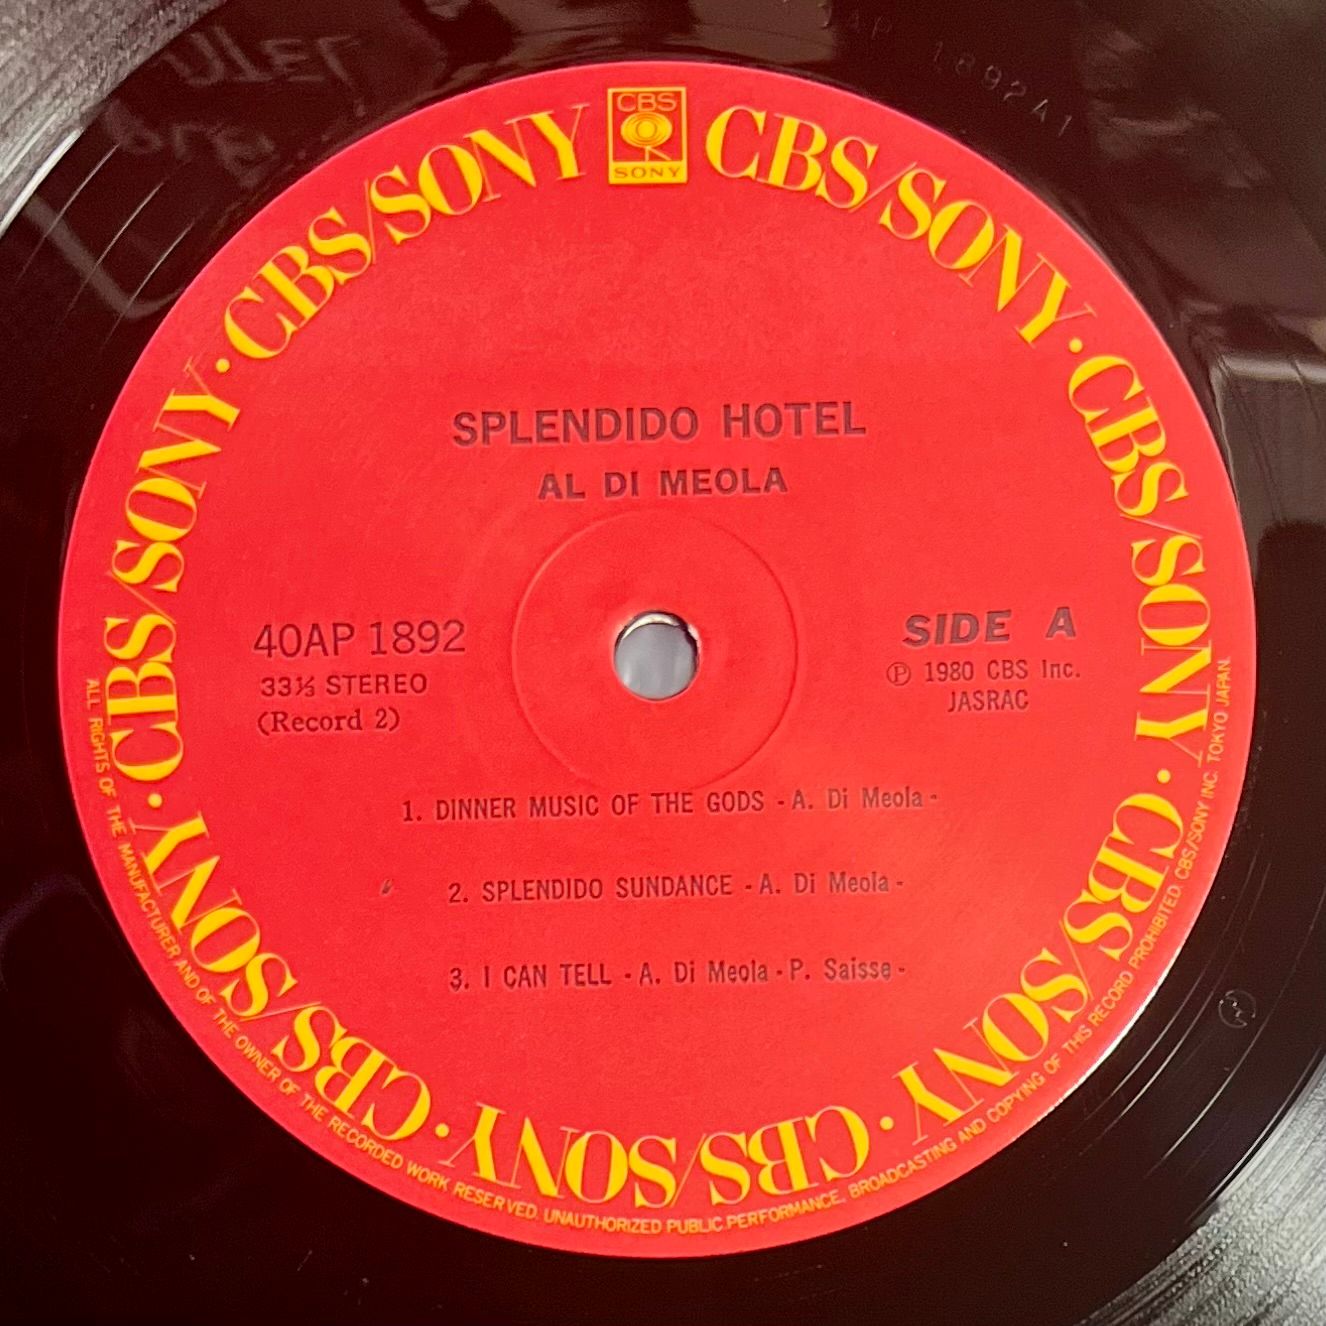 CBS
SONY
CBS/SONY · CBS/SONY · CBS/SONY · CBS/SONY · CBS/SONY · CBS/SONY · CBS/SONY
SPLENDIDO HOTEL
AL DI MEOLA
40AP 1892
33⅓ STEREO
(Record 2)
SIDE A
Ⓟ 1980 CBS Inc.
JASRAC
1. DINNER MUSIC OF THE GODS - A. Di Meola -
2. SPLENDIDO SUNDANCE - A. Di Meola -
3. I CAN TELL - A. Di Meola - P. Saisse -
ALL RIGHTS OF THE MANUFACTURER AND OF THE OWNER OF THE RECORDED WORK RESERVED. UNAUTHORIZED PUBLIC PERFORMANCE, BROADCASTING AND COPYING OF THIS RECORD PROHIBITED. CBS/SONY INC. TOKYO JAPAN.
AP 1892A1